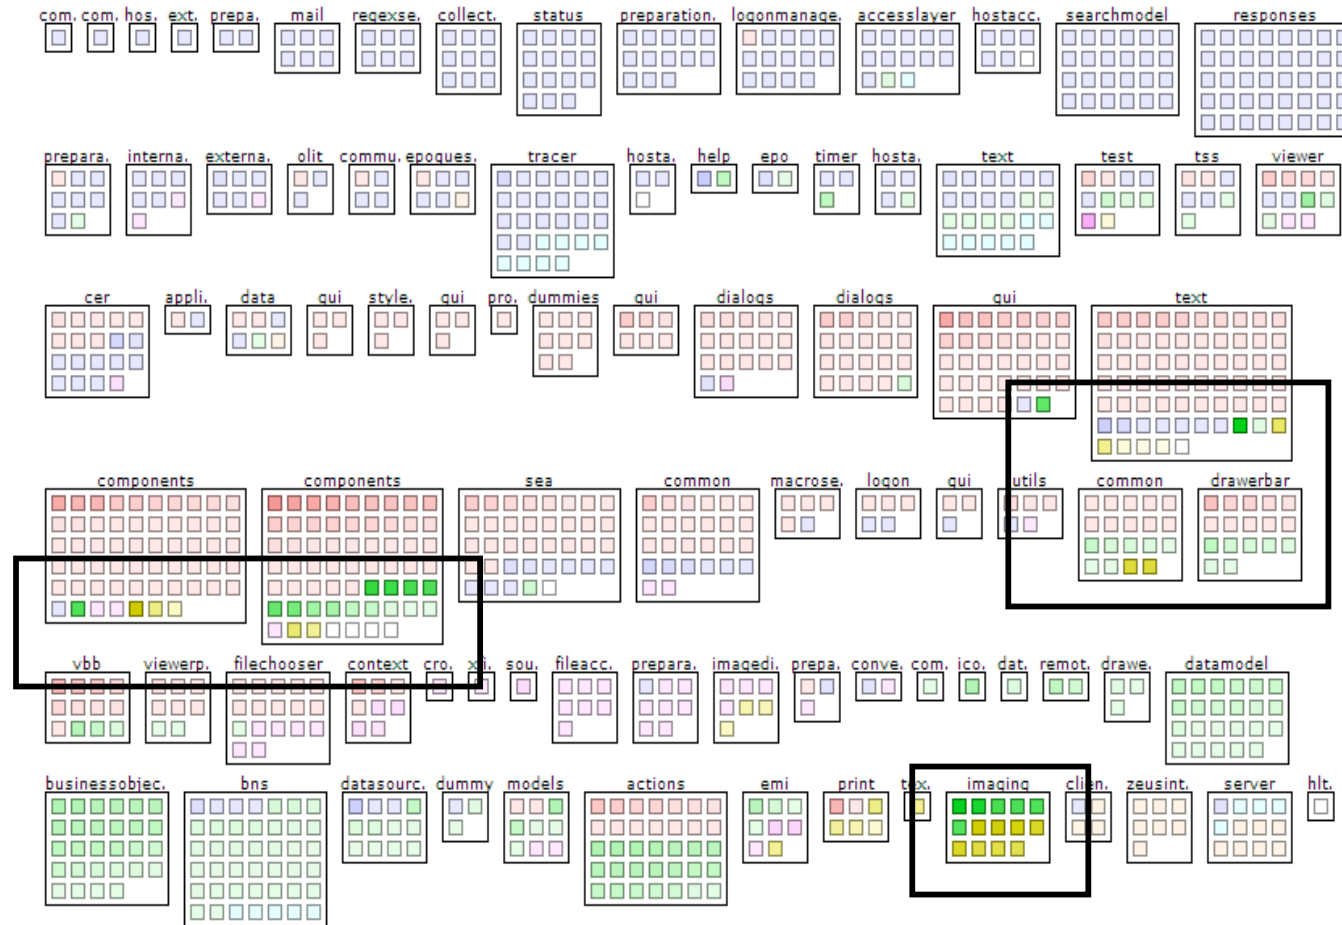 com. com. hos. ext. prepa. mail regexse. collect. status preparation. logonmanage. accesslayer hostacc. searchmodel responses
prepara. interna. externa. olit commu. epoques. tracer hosta. help epo timer hosta. text test tss viewer
cer appli. data gui style. gui pro. dummies gui dialogs dialogs gui text
components components sea common macrose. logon gui utils common drawerbar
vbb viewerp. filechooser context cro. sou. fileacc. prepara. imagedi. prepa. conve. com. ico. dat. remot. drawe. datamodel
businessobjec. bns datasourc. dummy models actions emi print imaging clien. zeusint. server hlt.